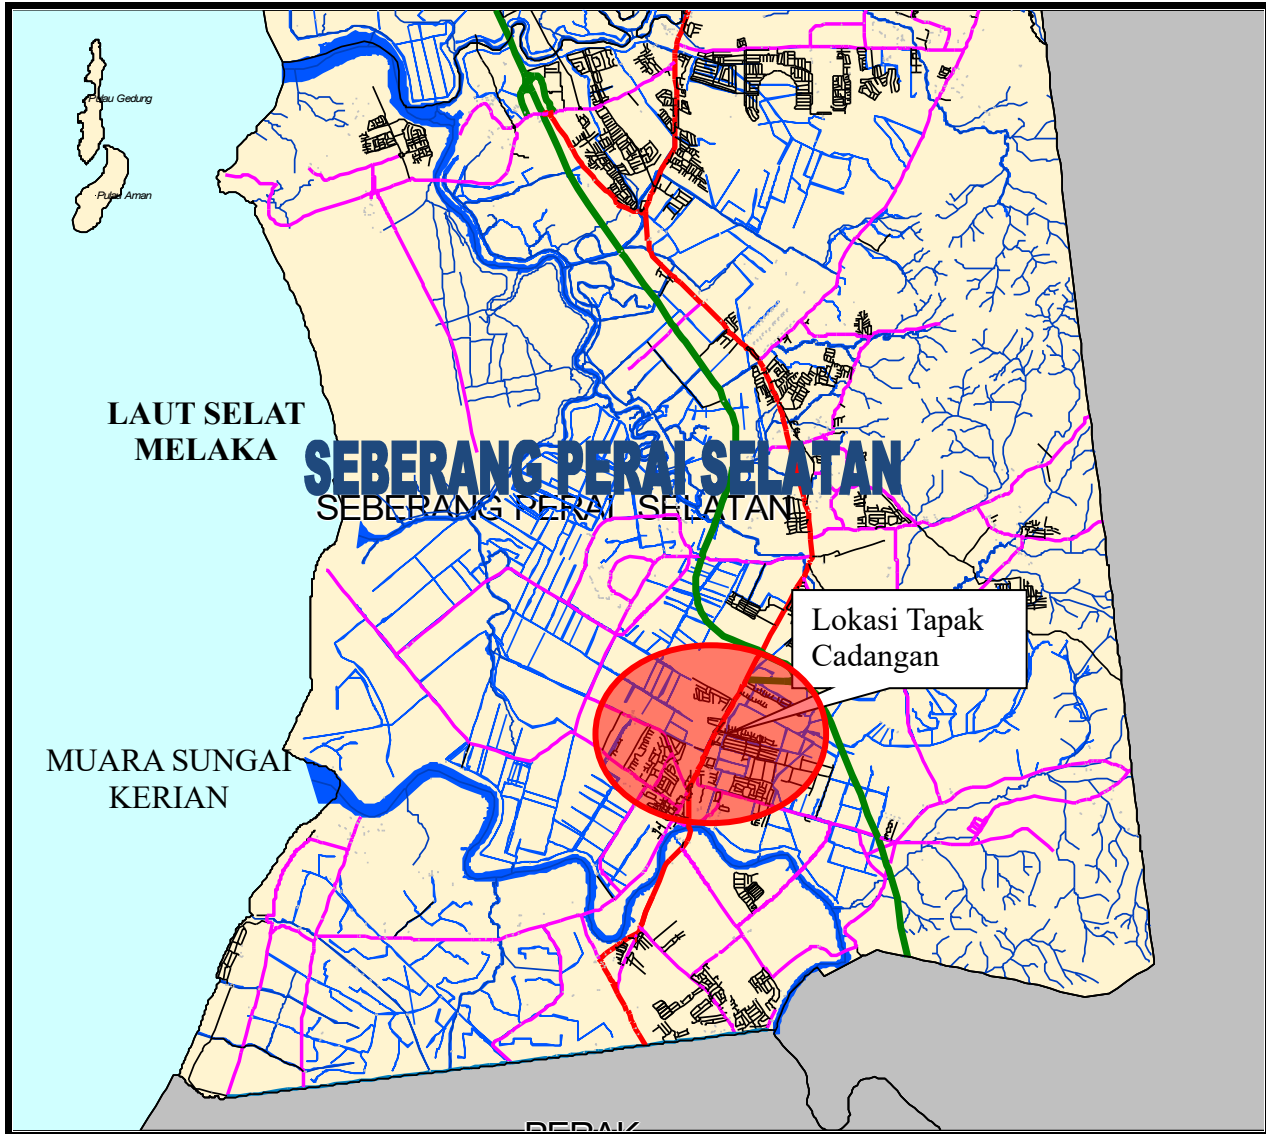 Pulau Gedung
Pulau Aman
LAUT SELAT
MELAKA
SEBERANG PERAI SELATAN
SEBERANG PERAI SELATAN
Lokasi Tapak
Cadangan
MUARA SUNGAI
KERIAN
PERAK